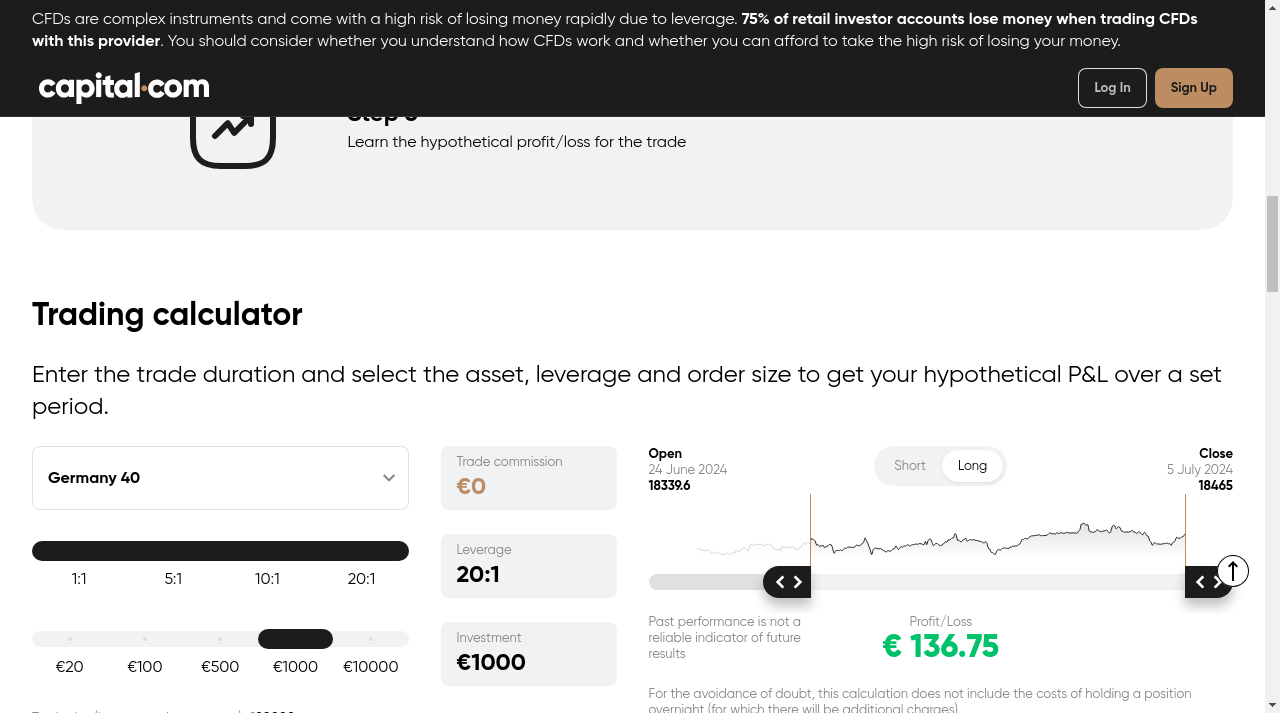 CFDs are complex instruments and come with a high risk of losing money rapidly due to leverage. 75% of retail investor accounts lose money when trading CFDs
with this provider. You should consider whether you understand how CFDs work and whether you can afford to take the high risk of losing your money.
capital.com
Log In
Sign Up
Learn the hypothetical profit/loss for the trade
Trading calculator
Enter the trade duration and select the asset, leverage and order size to get your hypothetical P&L over a set
period.
Germany 40
1:1
5:1
10:1
20:1
€20
€100
€500
€1000
€10000
Trade commission
€0
Leverage
20:1
Investment
€1000
Open
24 June 2024
18339.6
Short
Long
Close
5 July 2024
18465
Past performance is not a
reliable indicator of future
results
Profit/Loss
€ 136.75
For the avoidance of doubt, this calculation does not include the costs of holding a position
overnight (for which there will be additional charges)